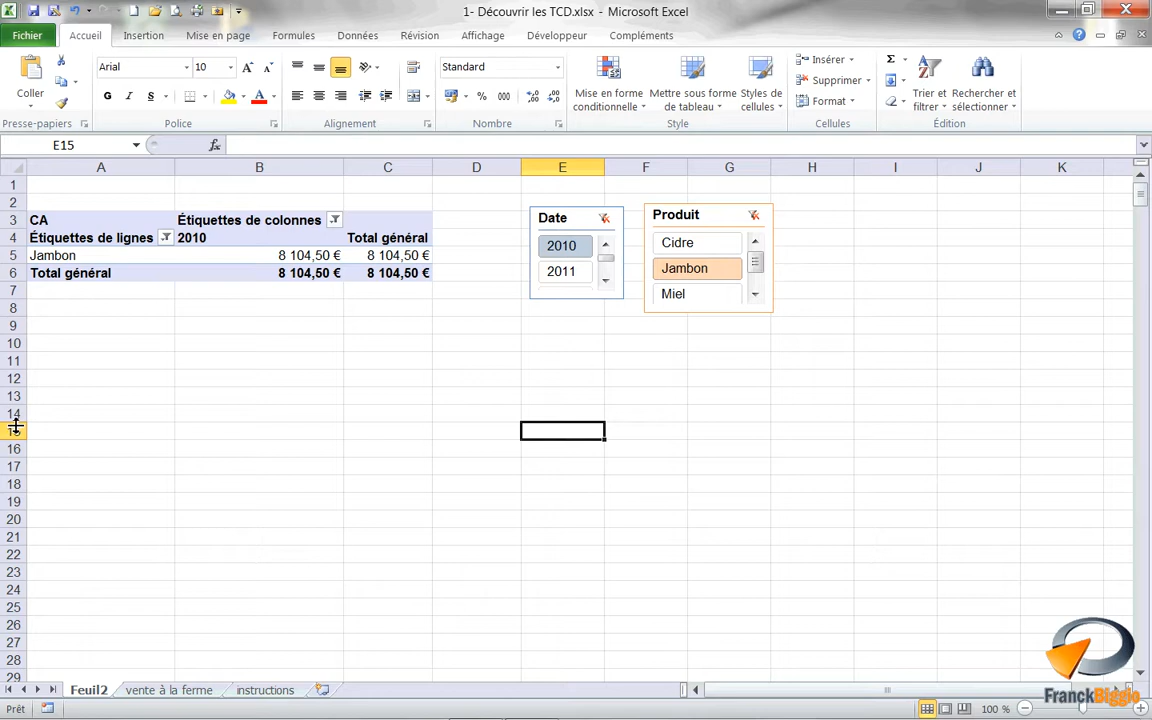 1- Découvrir les TCD.xlsx - Microsoft Excel
Fichier Accueil Insertion Mise en page Formules Données Révision Affichage Développeur Compléments
Coller
Presse-papiers
Arial 10
G I S
Police
Alignement
Standard
% 000
Nombre
Mise en forme conditionnelle
Mettre sous forme de tableau
Styles de cellules
Style
Insérer
Supprimer
Format
Cellules
Trier et filtrer
Rechercher et sélectionner
Édition
E15 fx
A B C D E F G H I J K
1
2
3 CA Étiquettes de colonnes
4 Étiquettes de lignes 2010 Total général
5 Jambon 8 104,50 € 8 104,50 €
6 Total général 8 104,50 € 8 104,50 €
7
8
9
10
11
12
13
14
15
16
17
18
19
20
21
22
23
24
25
26
27
28
29
Date
2010
2011
Produit
Cidre
Jambon
Miel
Feuil2 vente à la ferme instructions
Prêt 100 %
FranckBiggio